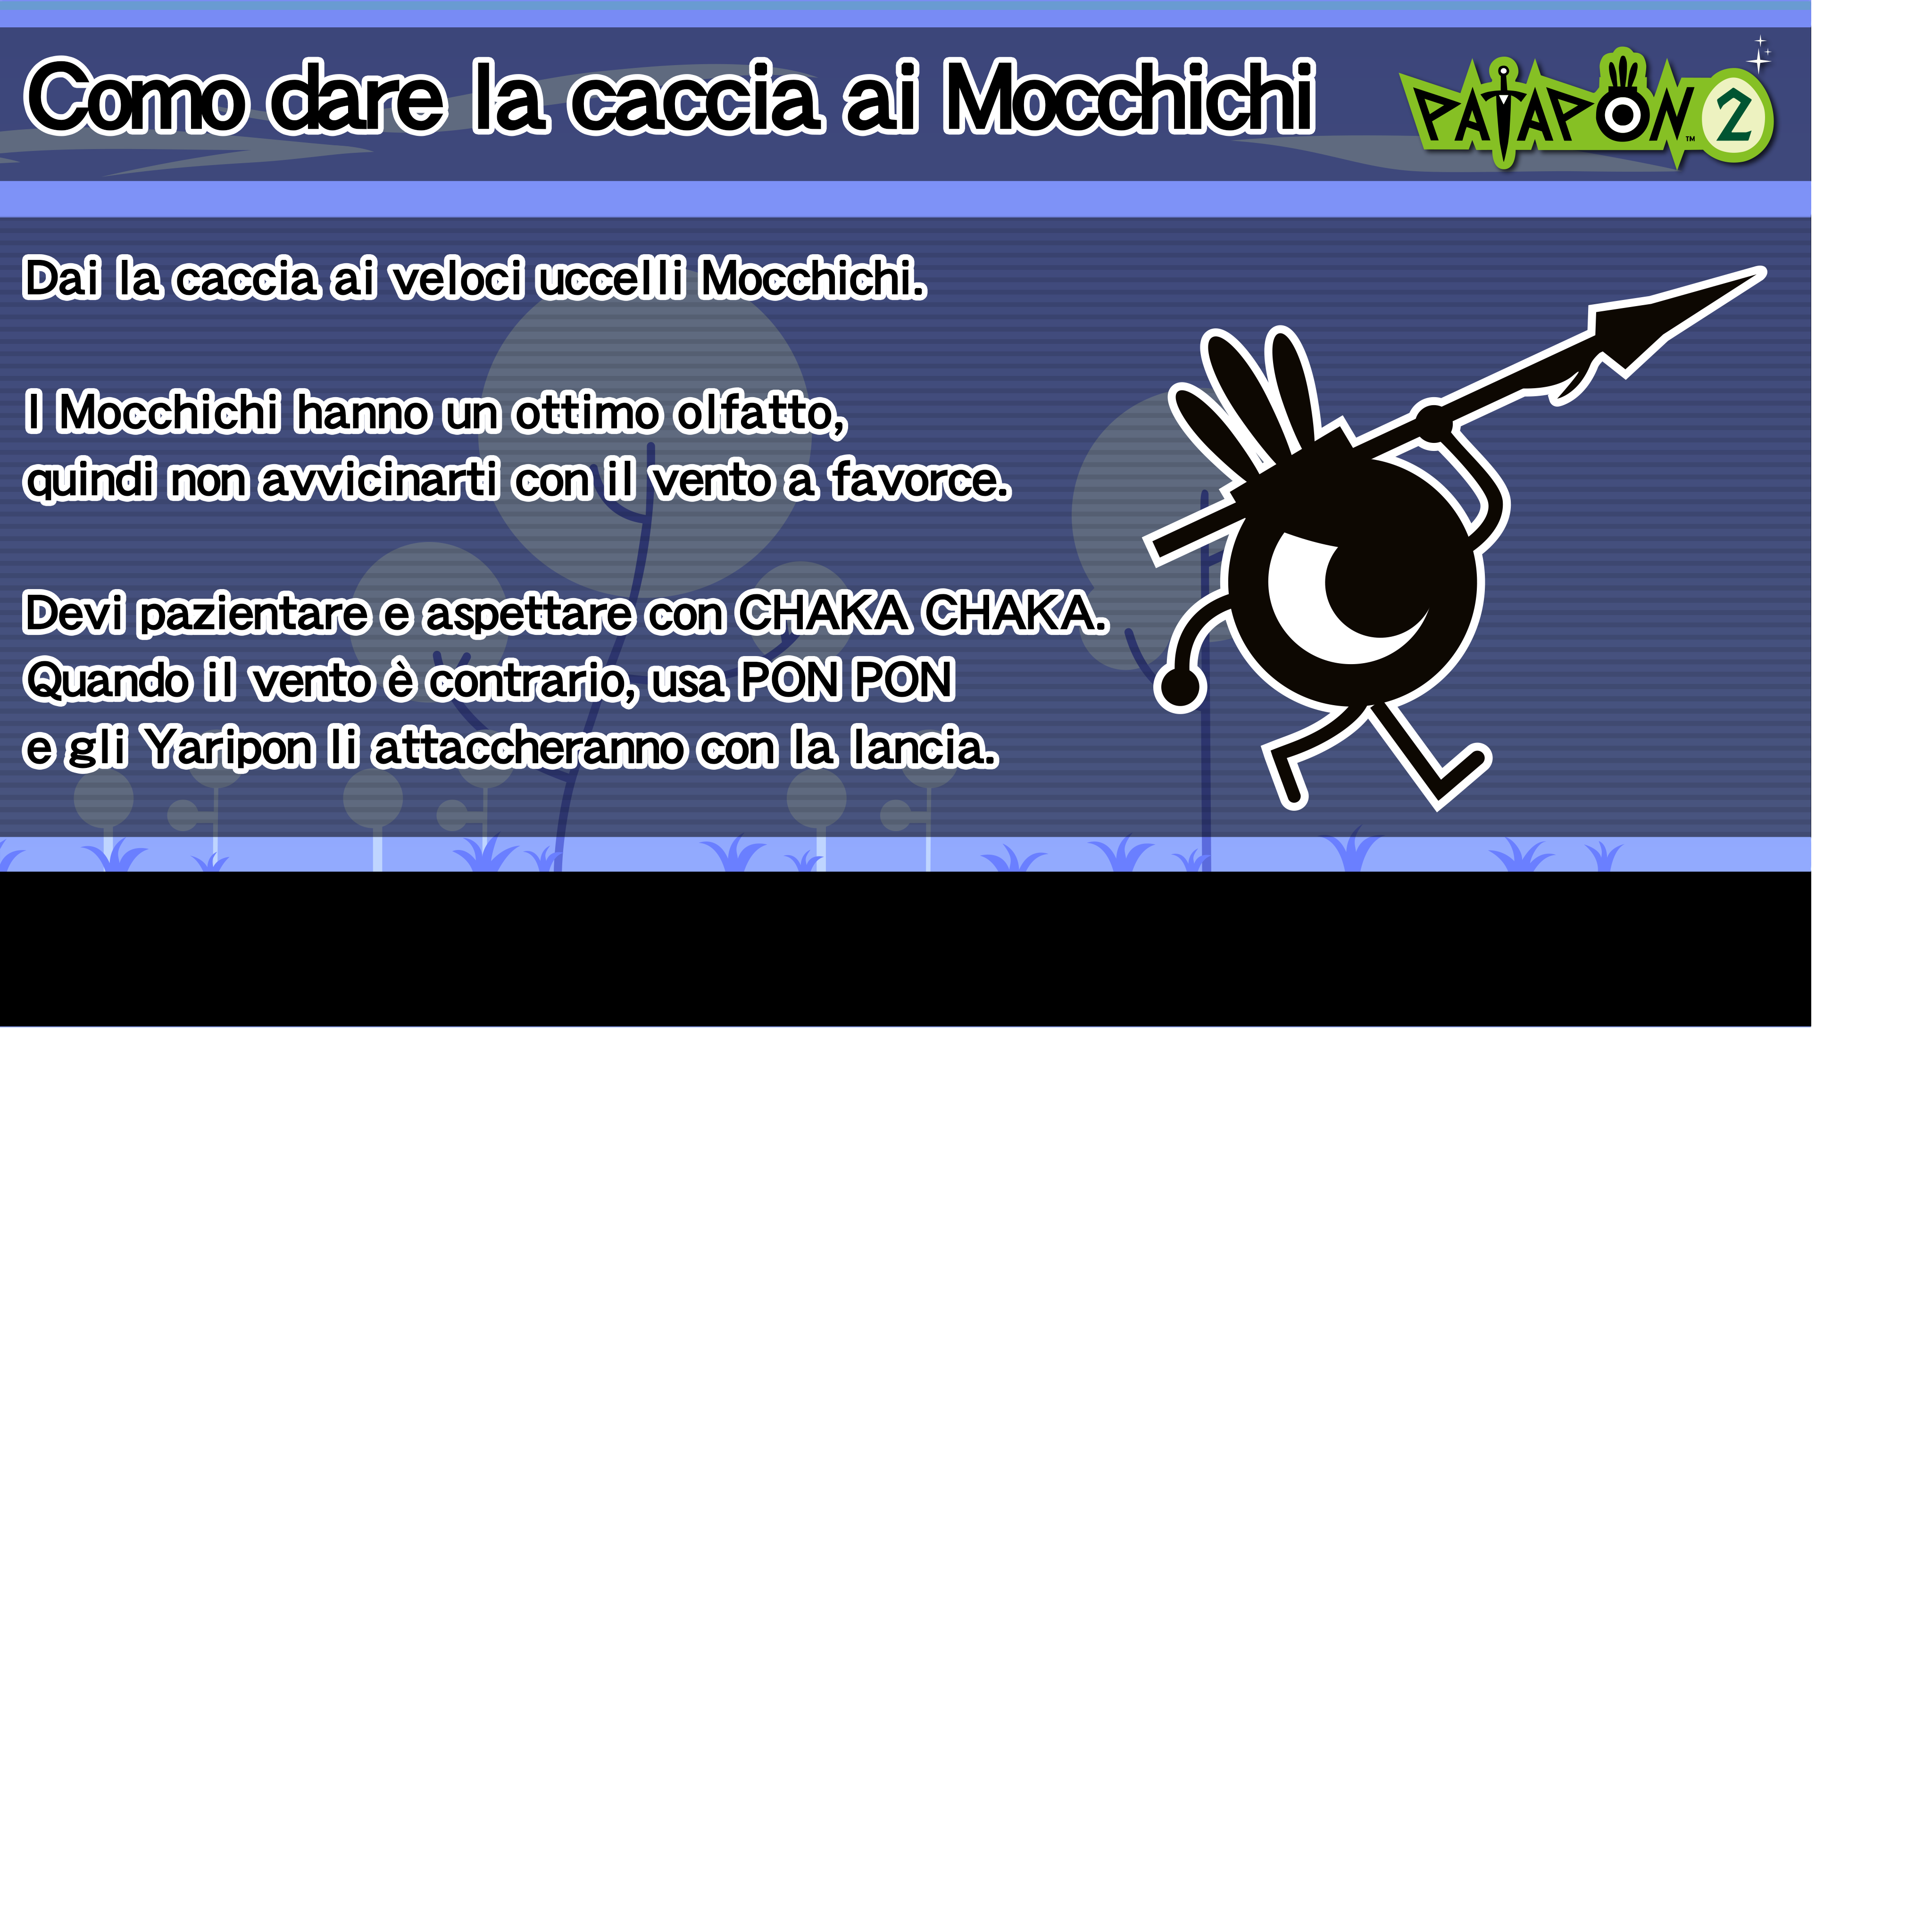 Como dare la caccia ai Mocchichi
PATAPON™ 2
Dai la caccia ai veloci uccelli Mocchichi.
I Mocchichi hanno un ottimo olfatto,
quindi non avvicinarti con il vento a favorce.
Devi pazientare e aspettare con CHAKA CHAKA.
Quando il vento è contrario, usa PON PON
e gli Yaripon li attaccheranno con la lancia.